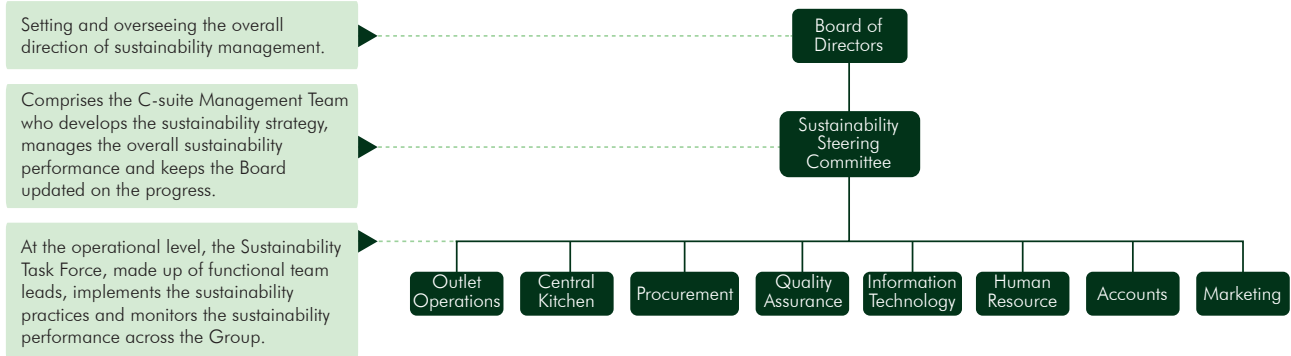 Setting and overseeing the overall
direction of sustainability management.
Board of
Directors
Comprises the C-suite Management Team
who develops the sustainability strategy,
manages the overall sustainability
performance and keeps the Board
updated on the progress.
Sustainability
Steering
Committee
At the operational level, the Sustainability
Task Force, made up of functional team
leads, implements the sustainability
practices and monitors the sustainability
performance across the Group.
Outlet
Operations
Central
Kitchen
Procurement
Quality
Assurance
Information
Technology
Human
Resource
Accounts
Marketing